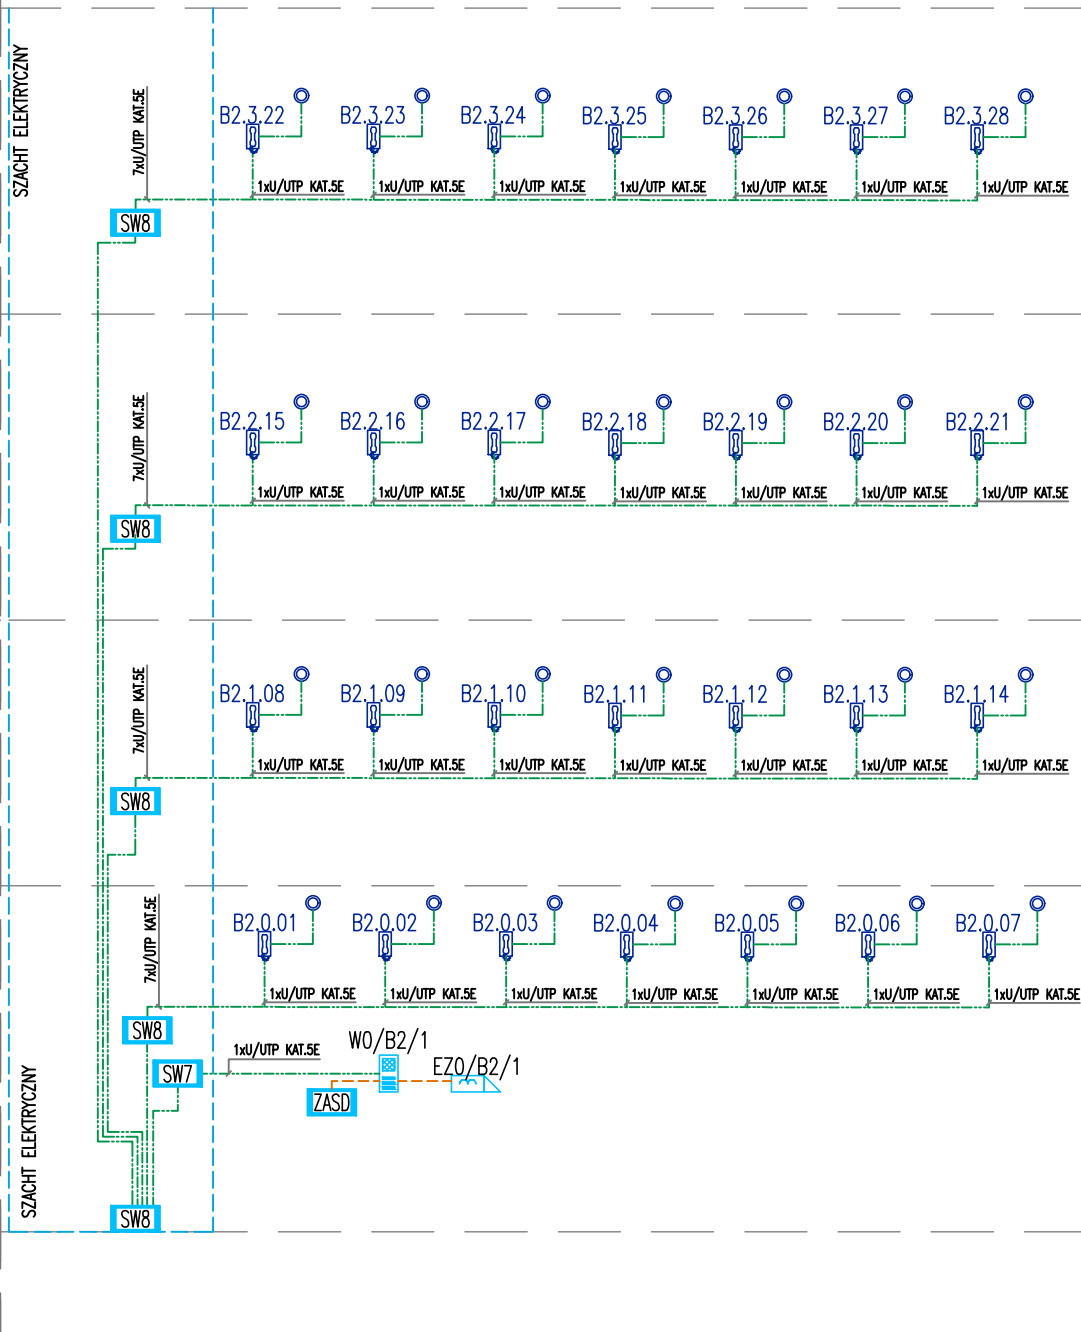 SZACHT ELEKTRYCZNY
7xU/UTP KAT.5E
B2.3.22 B2.3.23 B2.3.24 B2.3.25 B2.3.26 B2.3.27 B2.3.28
1xU/UTP KAT.5E 1xU/UTP KAT.5E 1xU/UTP KAT.5E 1xU/UTP KAT.5E 1xU/UTP KAT.5E 1xU/UTP KAT.5E 1xU/UTP KAT.5E
SW8
7xU/UTP KAT.5E
B2.2.15 B2.2.16 B2.2.17 B2.2.18 B2.2.19 B2.2.20 B2.2.21
1xU/UTP KAT.5E 1xU/UTP KAT.5E 1xU/UTP KAT.5E 1xU/UTP KAT.5E 1xU/UTP KAT.5E 1xU/UTP KAT.5E 1xU/UTP KAT.5E
SW8
7xU/UTP KAT.5E
B2.1.08 B2.1.09 B2.1.10 B2.1.11 B2.1.12 B2.1.13 B2.1.14
1xU/UTP KAT.5E 1xU/UTP KAT.5E 1xU/UTP KAT.5E 1xU/UTP KAT.5E 1xU/UTP KAT.5E 1xU/UTP KAT.5E 1xU/UTP KAT.5E
SW8
7xU/UTP KAT.5E
B2.0.01 B2.0.02 B2.0.03 B2.0.04 B2.0.05 B2.0.06 B2.0.07
1xU/UTP KAT.5E 1xU/UTP KAT.5E 1xU/UTP KAT.5E 1xU/UTP KAT.5E 1xU/UTP KAT.5E 1xU/UTP KAT.5E 1xU/UTP KAT.5E
SW8
1xU/UTP KAT.5E
W0/B2/1
SW7
EZ0/B2/1
ZASD
SZACHT ELEKTRYCZNY
SW8